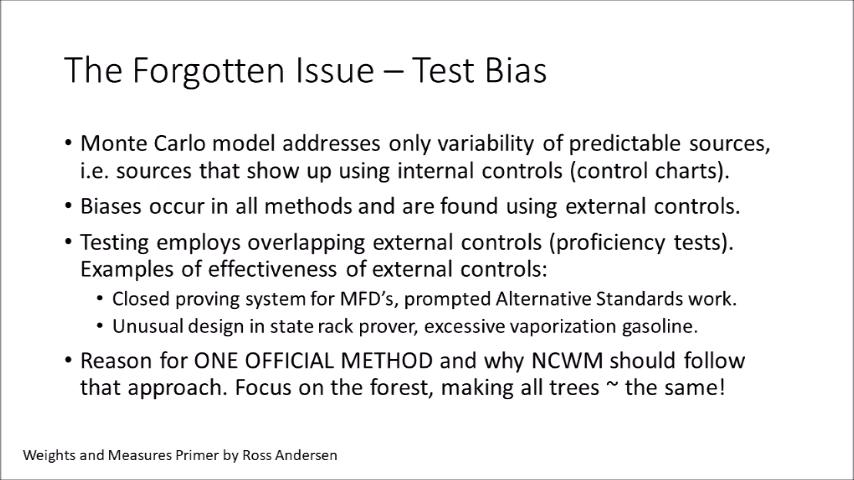 The Forgotten Issue – Test Bias
• Monte Carlo model addresses only variability of predictable sources,
i.e. sources that show up using internal controls (control charts).
• Biases occur in all methods and are found using external controls.
• Testing employs overlapping external controls (proficiency tests).
Examples of effectiveness of external controls:
• Closed proving system for MFD's, prompted Alternative Standards work.
• Unusual design in state rack prover, excessive vaporization gasoline.
• Reason for ONE OFFICIAL METHOD and why NCWM should follow
that approach. Focus on the forest, making all trees ~ the same!
Weights and Measures Primer by Ross Andersen